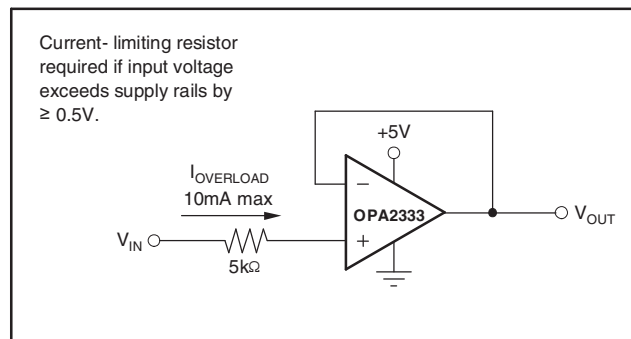 Current- limiting resistor
required if input voltage
exceeds supply rails by
≥ 0.5V.
+5V
I_OVERLOAD
10mA max
−
OPA2333
V_OUT
V_IN
+
5kΩ